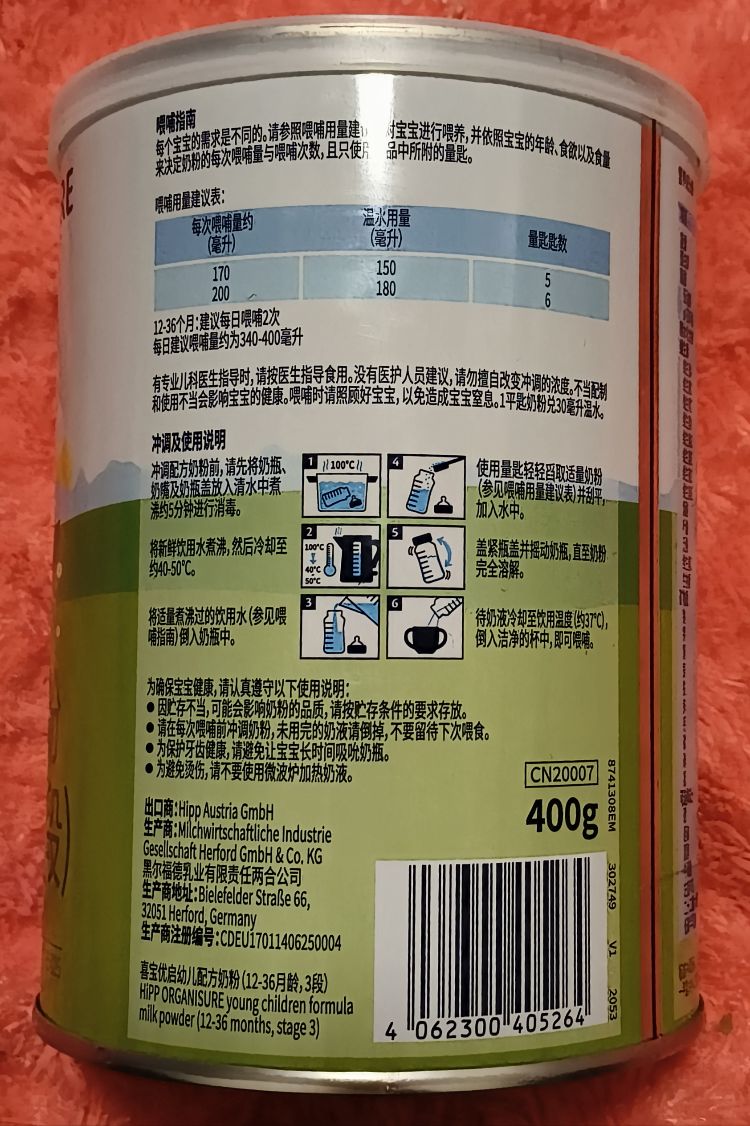 RE
喂哺指南
每个宝宝的需求是不同的。请参照喂哺用量建 对宝宝进行喂养,并依照宝宝的年龄、食欲以及食量
来决定奶粉的每次喂哺量与喂哺次数,且只使 品中所附的量匙。
喂哺用量建议表:
每次喂哺量约(毫升) 温水用量(毫升) 量匙匙数
170 150 5
200 180 6
12-36个月:建议每日喂哺2次
每日建议喂哺量约为340-400毫升
有专业儿科医生指导时,请按医生指导食用。没有医护人员建议,请勿擅自改变冲调的浓度。不当配制
和使用不当会影响宝宝的健康。喂哺时请照顾好宝宝,以免造成宝宝窒息。1平匙奶粉兑30毫升温水。
冲调及使用说明
冲调配方奶粉前,请先将奶瓶、
奶嘴及奶瓶盖放入清水中煮
沸约5分钟进行消毒。
1 100°C
将新鲜饮用水煮沸,然后冷却至
约40-50°C。
2 100°C
40°C
50°C
将适量煮沸过的饮用水(参见喂
哺指南)倒入奶瓶中。
3
4
使用量匙轻轻舀取适量奶粉
(参见喂哺用量建议表)并刮平,
加入水中。
5
盖紧瓶盖并摇动奶瓶,直至奶粉
完全溶解。
6
待奶液冷却至饮用温度(约37°C),
倒入洁净的杯中,即可喂哺。
为确保宝宝健康,请认真遵守以下使用说明:
● 因贮存不当,可能会影响奶粉的品质,请按贮存条件的要求存放。
● 请在每次喂哺前冲调奶粉,未用完的奶液请倒掉,不要留待下次喂食。
● 为保护牙齿健康,请避免让宝宝长时间吸吮奶瓶。
● 为避免烫伤,请不要使用微波炉加热奶液。
CN20007
400g
出口商:Hipp Austria GmbH
生产商:Milchwirtschaftliche Industrie
Gesellschaft Herford GmbH & Co. KG
黑尔福德乳业有限责任两合公司
生产商地址:Bielefelder Straße 66,
32051 Herford, Germany
生产商注册编号:CDEU17011406250004
喜宝优启幼儿配方奶粉(12-36月龄,3段)
HiPP ORGANISURE young children formula
milk powder (12-36 months, stage 3)
4 062300 405264
8741308EM 302749 V1 2053
段)